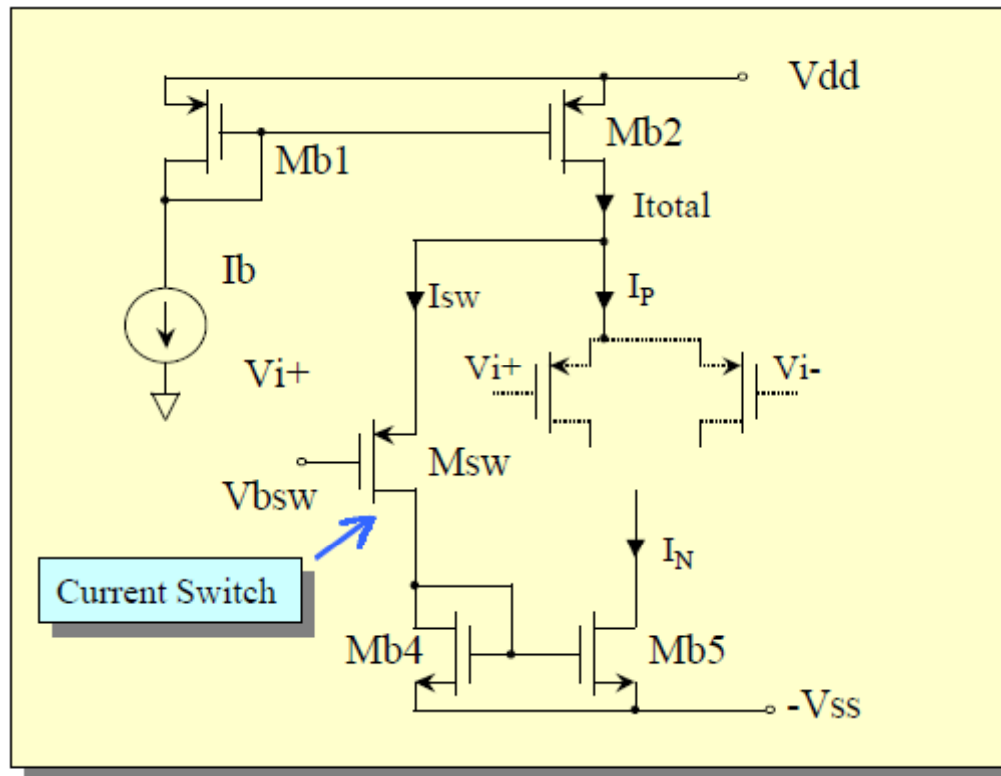 Vdd
Mb1
Mb2
Itotal
Ib
Isw
IP
Vi+
Vi+
Vi-
Msw
Vbsw
IN
Current Switch
Mb4
Mb5
-Vss